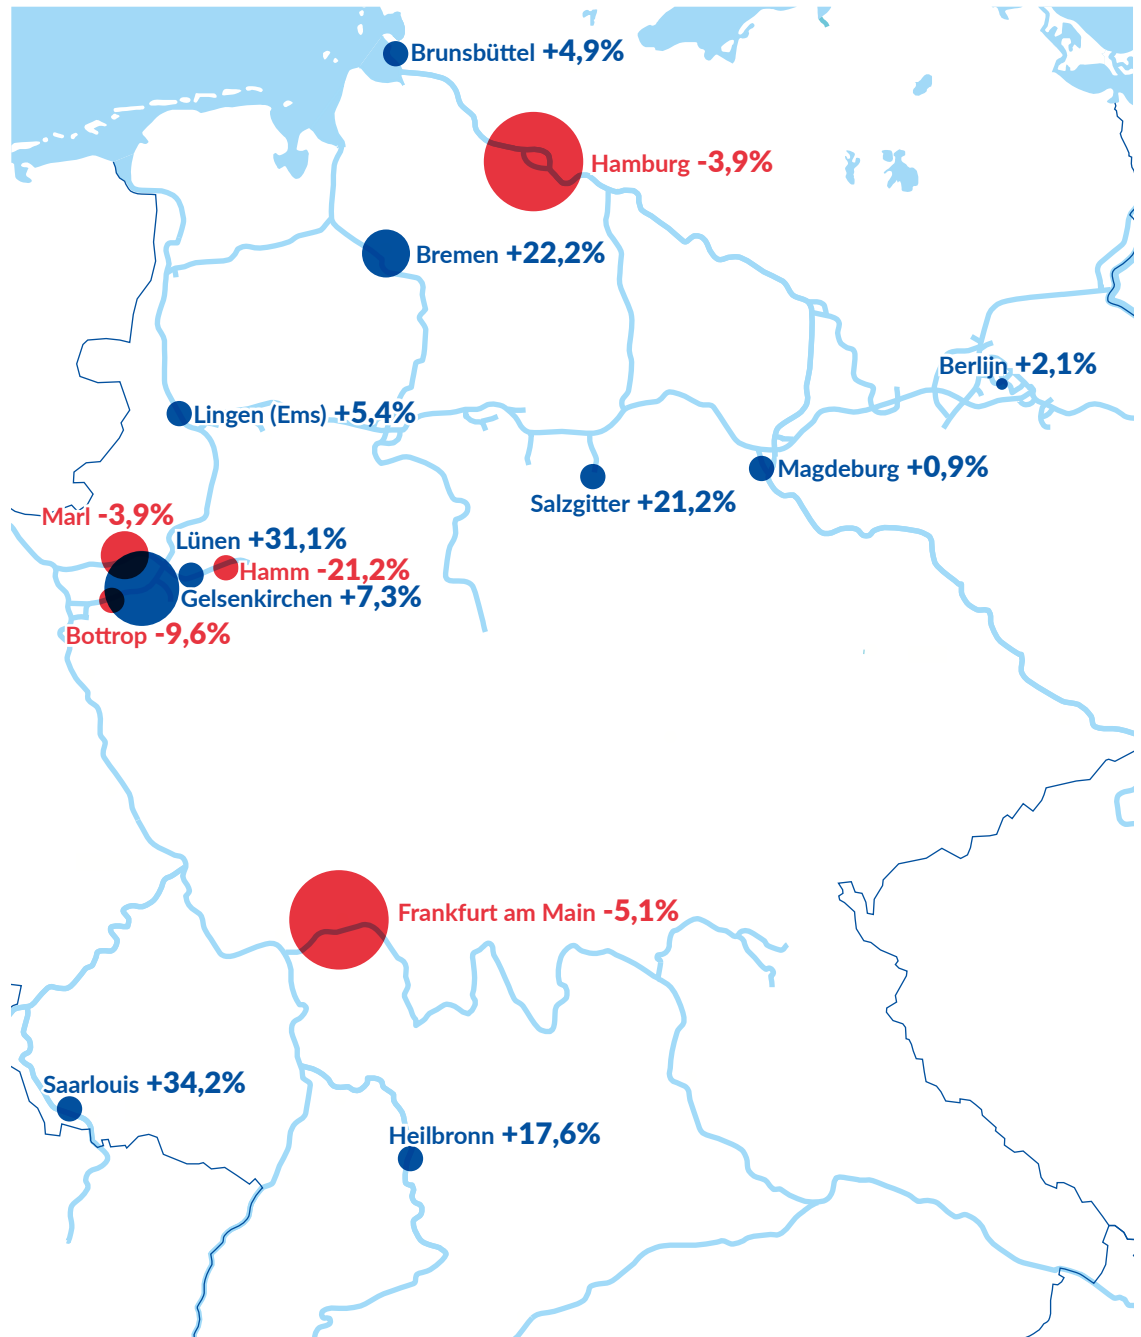 Brunsbüttel +4,9%
Hamburg -3,9%
Bremen +22,2%
Berlijn +2,1%
Lingen (Ems) +5,4%
Magdeburg +0,9%
Salzgitter +21,2%
Marl -3,9%
Lünen +31,1%
Hamm -21,2%
Gelsenkirchen +7,3%
Bottrop -9,6%
Frankfurt am Main -5,1%
Saarlouis +34,2%
Heilbronn +17,6%